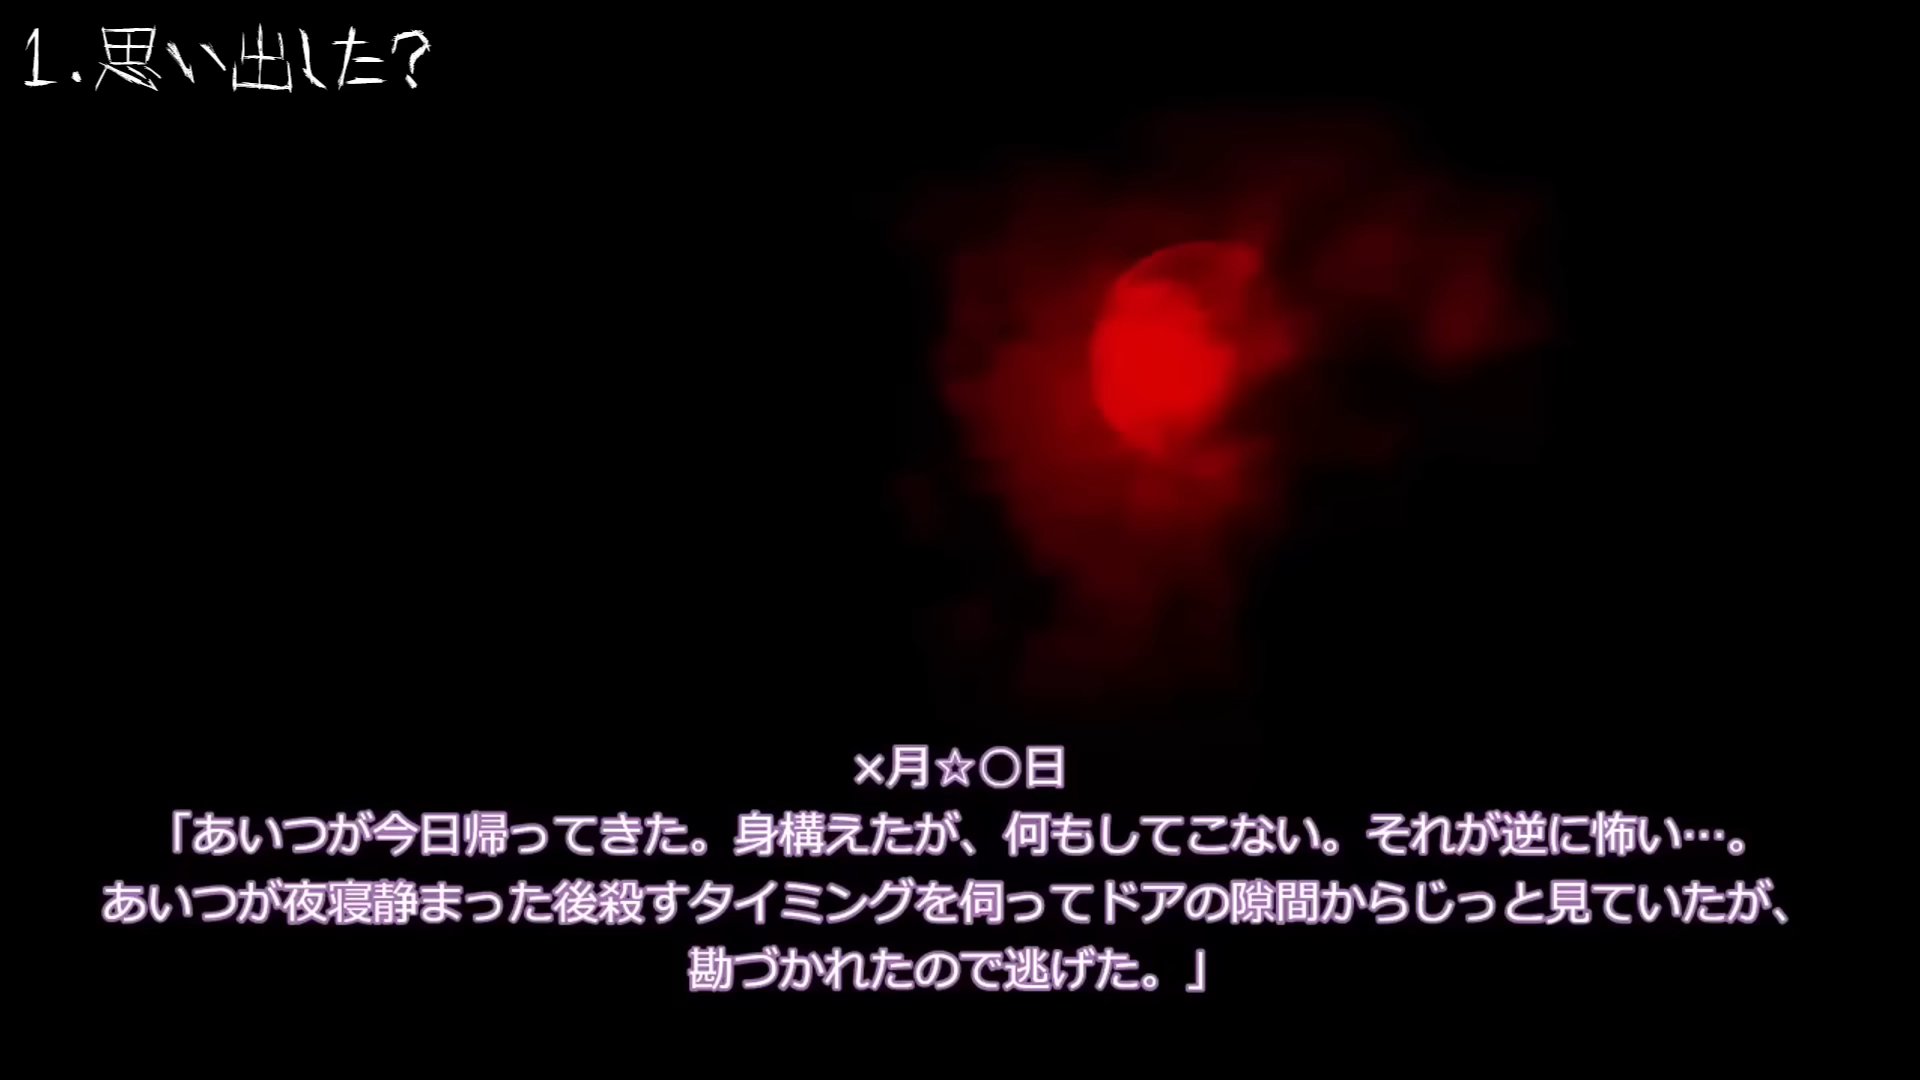 1.思い出した?
×月☆〇日
「あいつが今日帰ってきた。身構えたが、何もしてこない。それが逆に怖い…。
あいつが夜寝静まった後殺すタイミングを伺ってドアの隙間からじっと見ていたが、
勘づかれたので逃げた。」